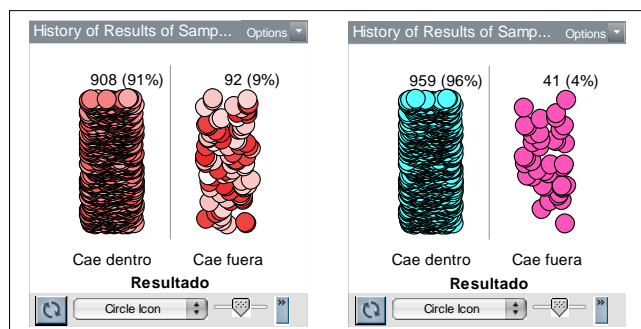 History of Results of Samp... Options
908 (91%) 92 (9%)
Cae dentro Cae fuera
Resultado
Circle Icon »
History of Results of Samp... Options
959 (96%) 41 (4%)
Cae dentro Cae fuera
Resultado
Circle Icon »